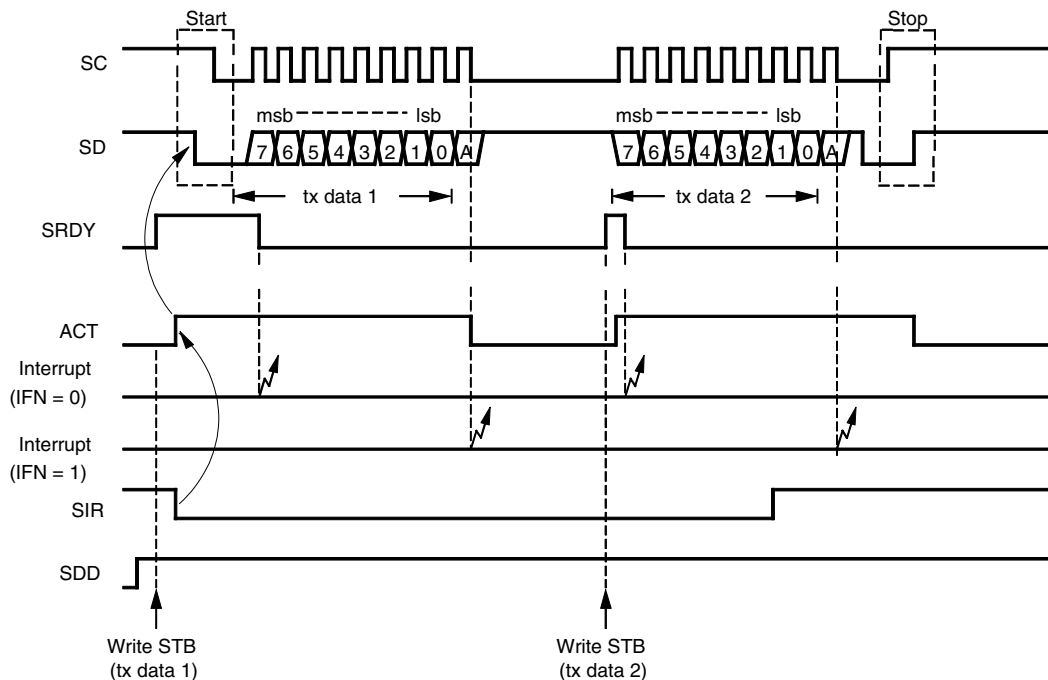 Start
Stop
SC
msb lsb
msb lsb
SD
7 6 5 4 3 2 1 0 A
7 6 5 4 3 2 1 0 A
tx data 1
tx data 2
SRDY
ACT
Interrupt
(IFN = 0)
Interrupt
(IFN = 1)
SIR
SDD
Write STB
(tx data 1)
Write STB
(tx data 2)